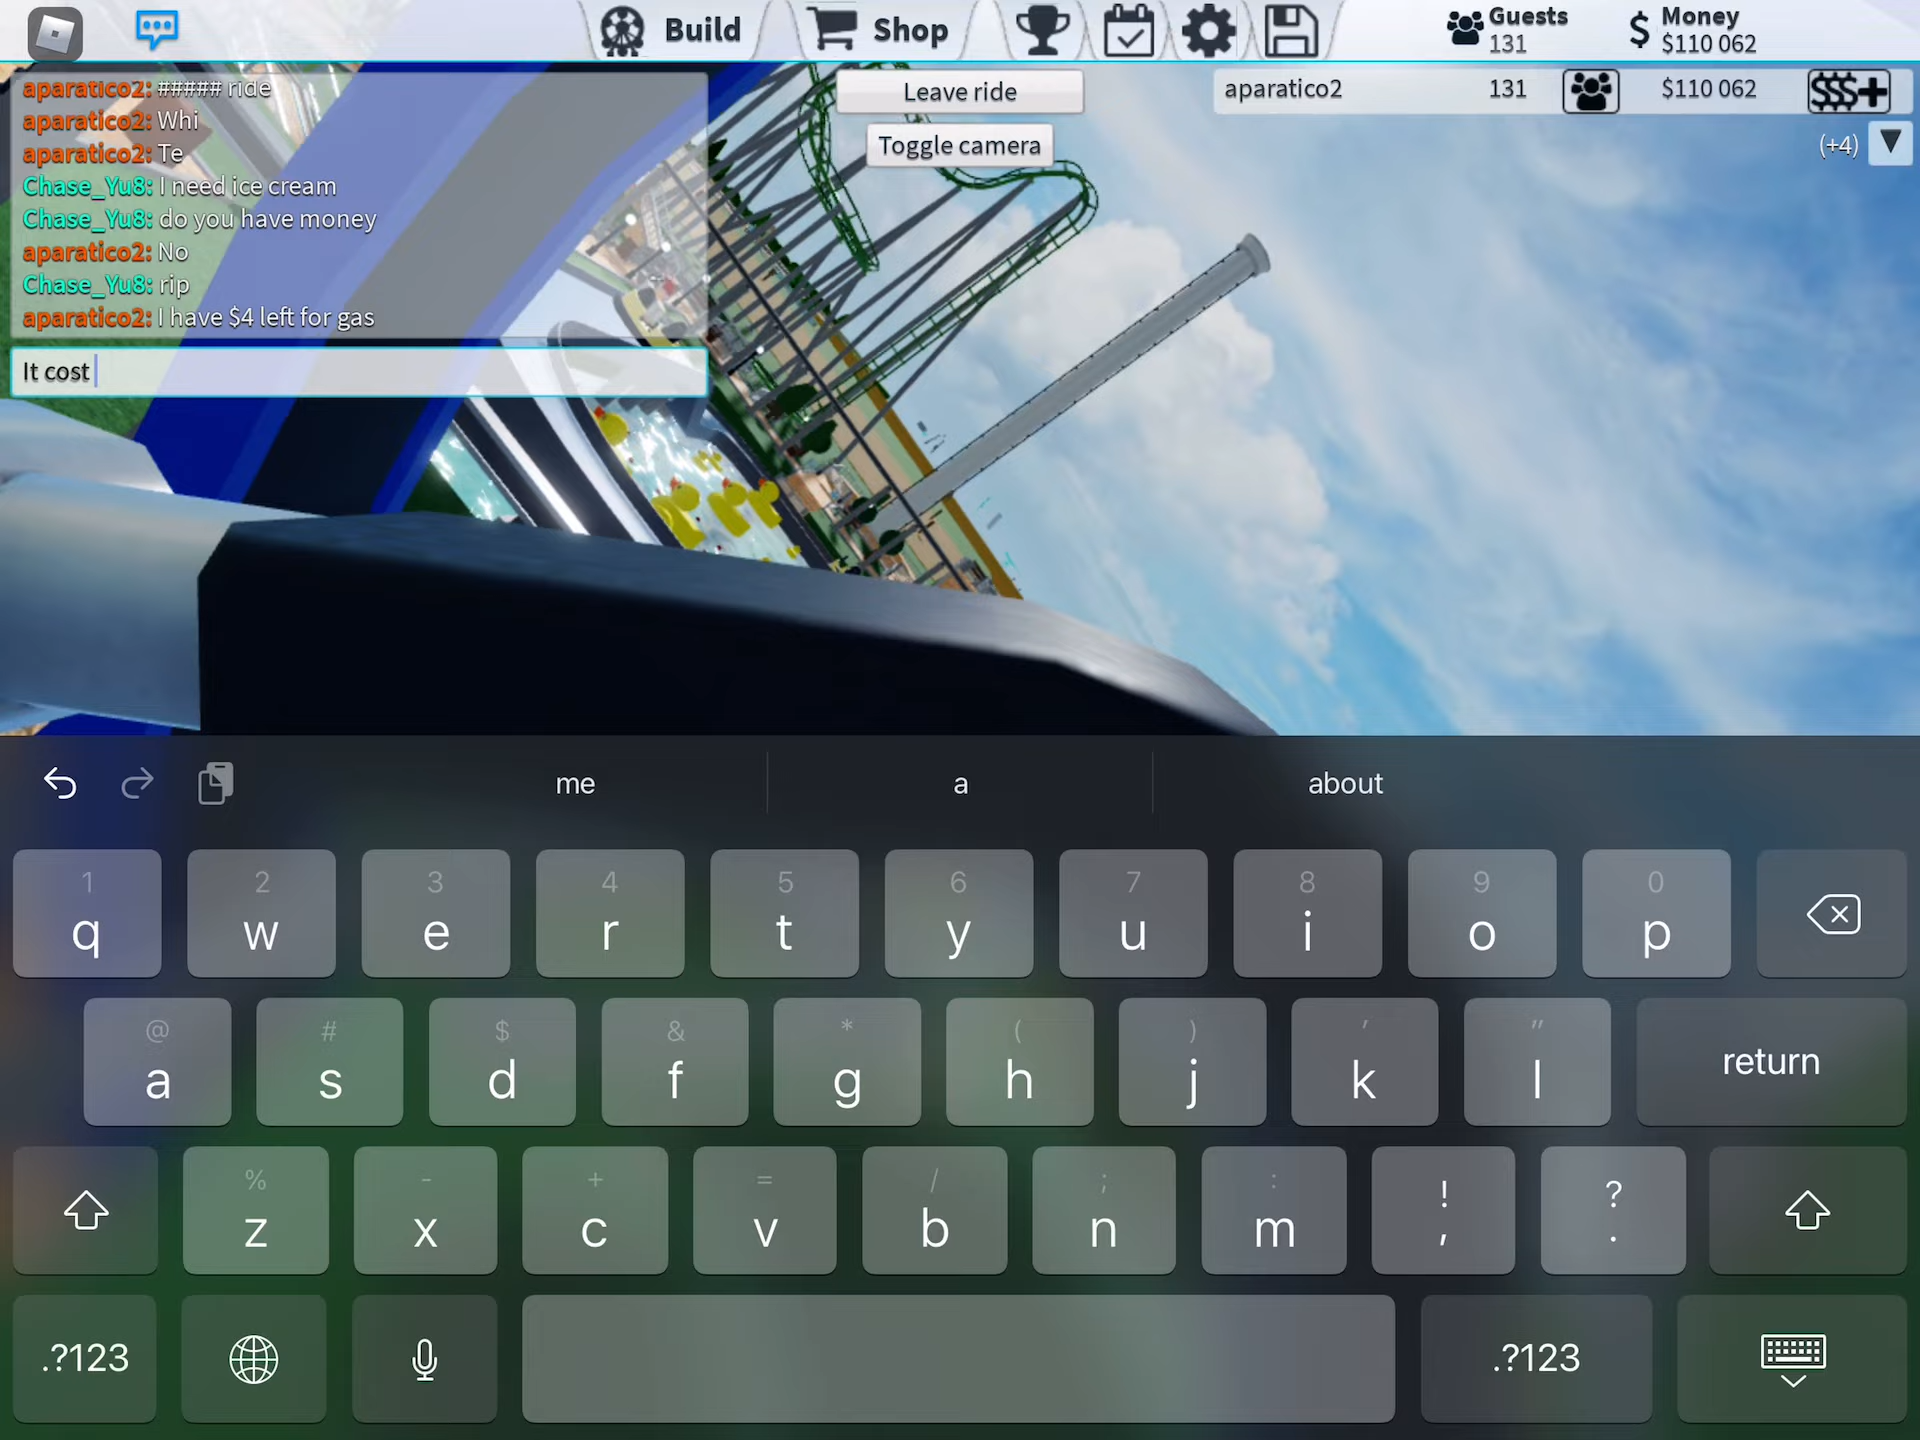 Build
Shop
Guests
131
Money
$110 062
aparatico2: ##### ride
aparatico2: Whi
aparatico2: Te
Chase_Yu8: I need ice cream
Chase_Yu8: do you have money
aparatico2: No
Chase_Yu8: rip
aparatico2: I have $4 left for gas
It cost
Leave ride
Toggle camera
aparatico2 131 $110 062 $$$+
(+4) ▼
me a about
1 2 3 4 5 6 7 8 9 0
q w e r t y u i o p
@ # $ & * ( ) ' "
a s d f g h j k l return
% - + = / ; : ! ?
z x c v b n m , .
.?123 .?123